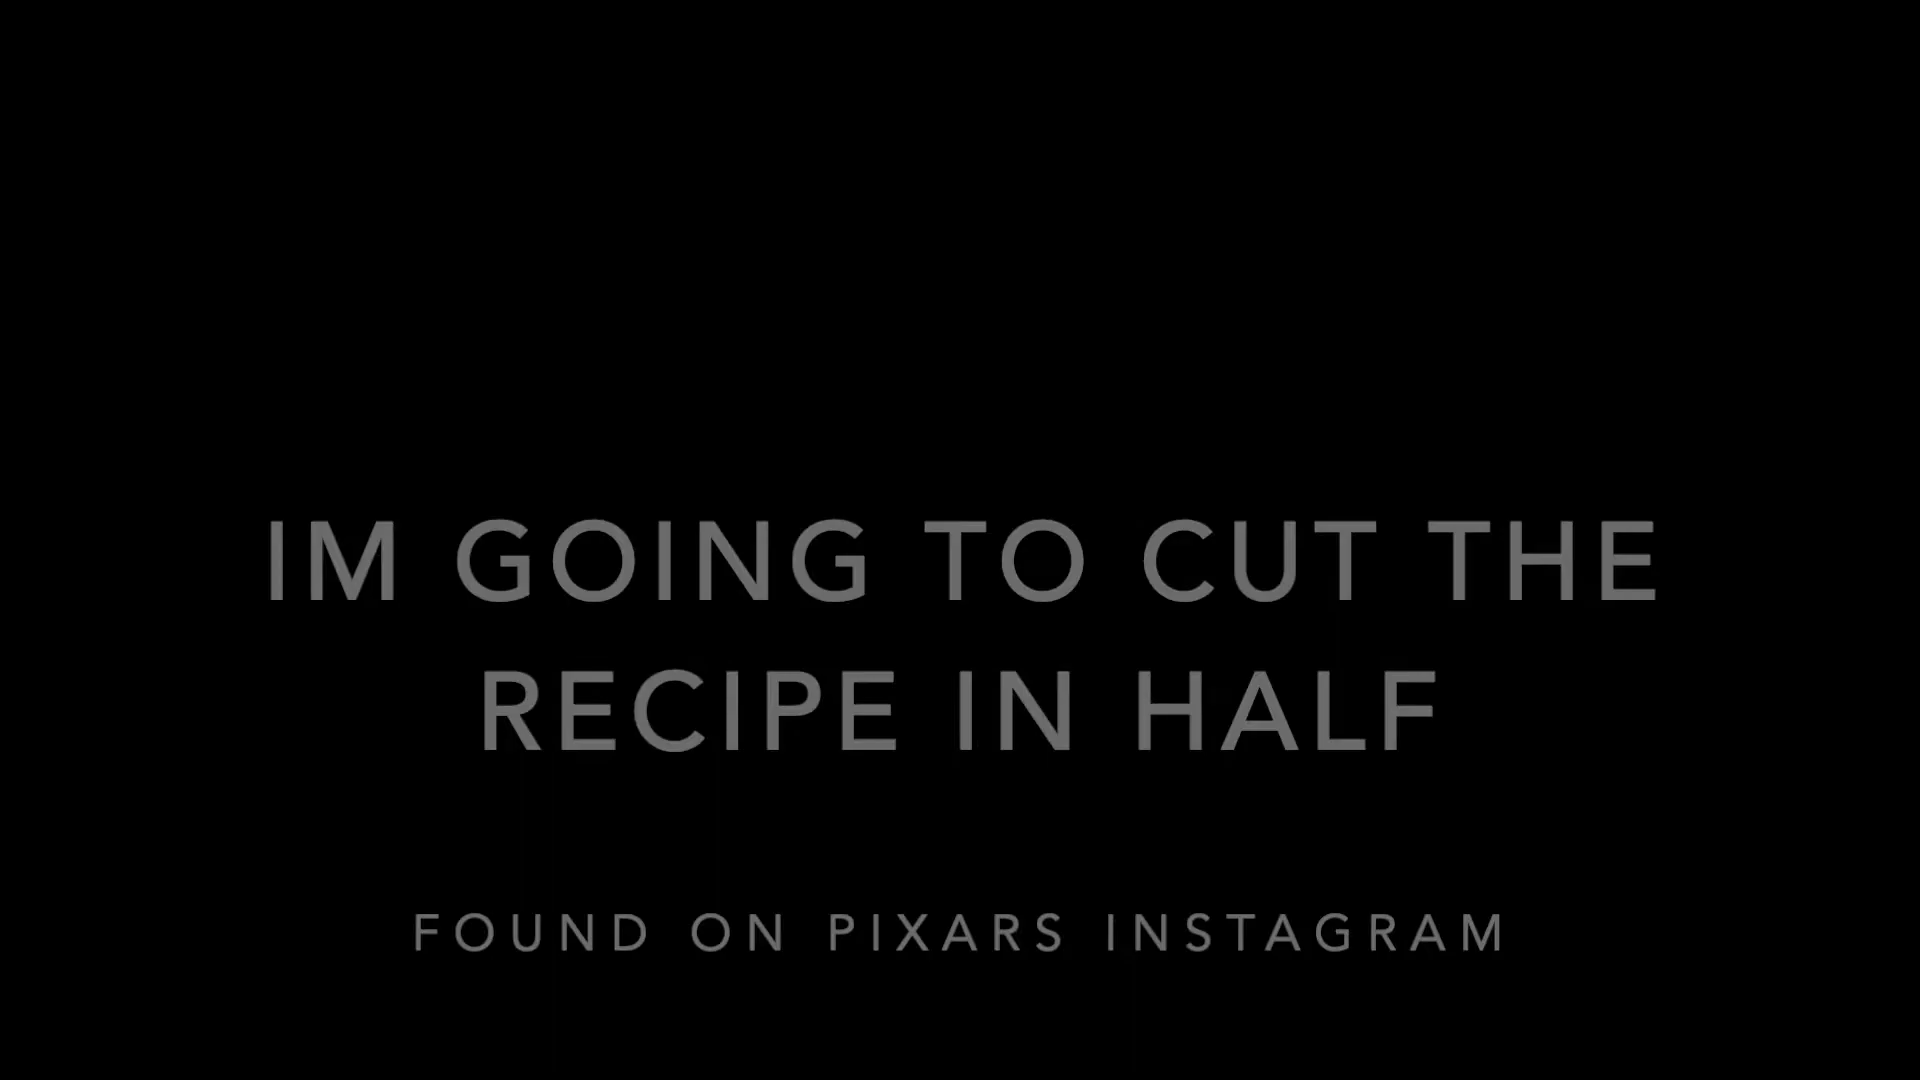 IM GOING TO CUT THE
RECIPE IN HALF
FOUND ON PIXARS INSTAGRAM